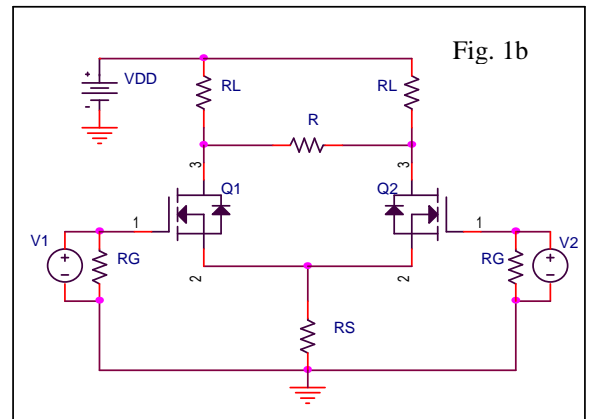 Fig. 1b
+ VDD -
RL
RL
R
3
3
Q1
Q2
1
1
V1
+
-
RG
RG
V2
+
-
2
2
RS